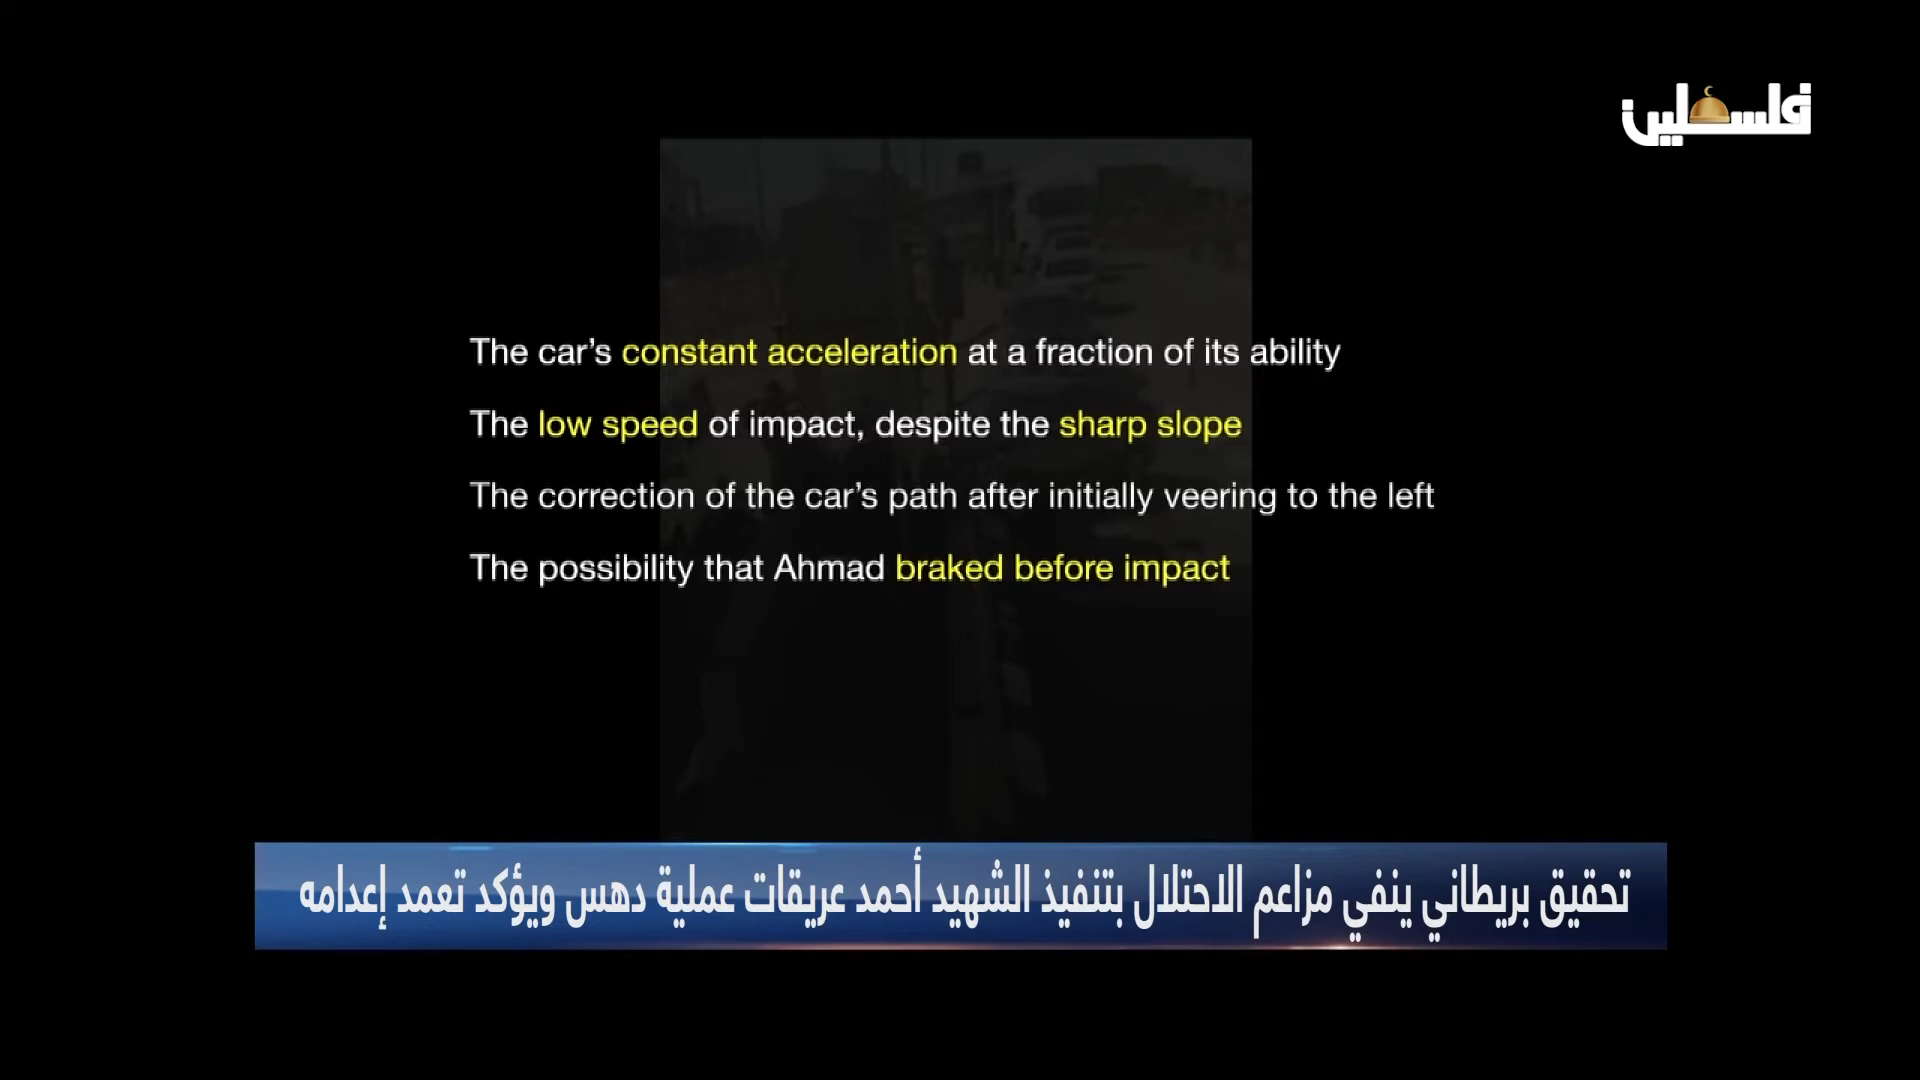 فلسطين
The car's constant acceleration at a fraction of its ability
The low speed of impact, despite the sharp slope
The correction of the car's path after initially veering to the left
The possibility that Ahmad braked before impact
تحقيق بريطاني ينفي مزاعم الاحتلال بتنفيذ الشهيد أحمد عريقات عملية دهس ويؤكد تعمد إعدامه